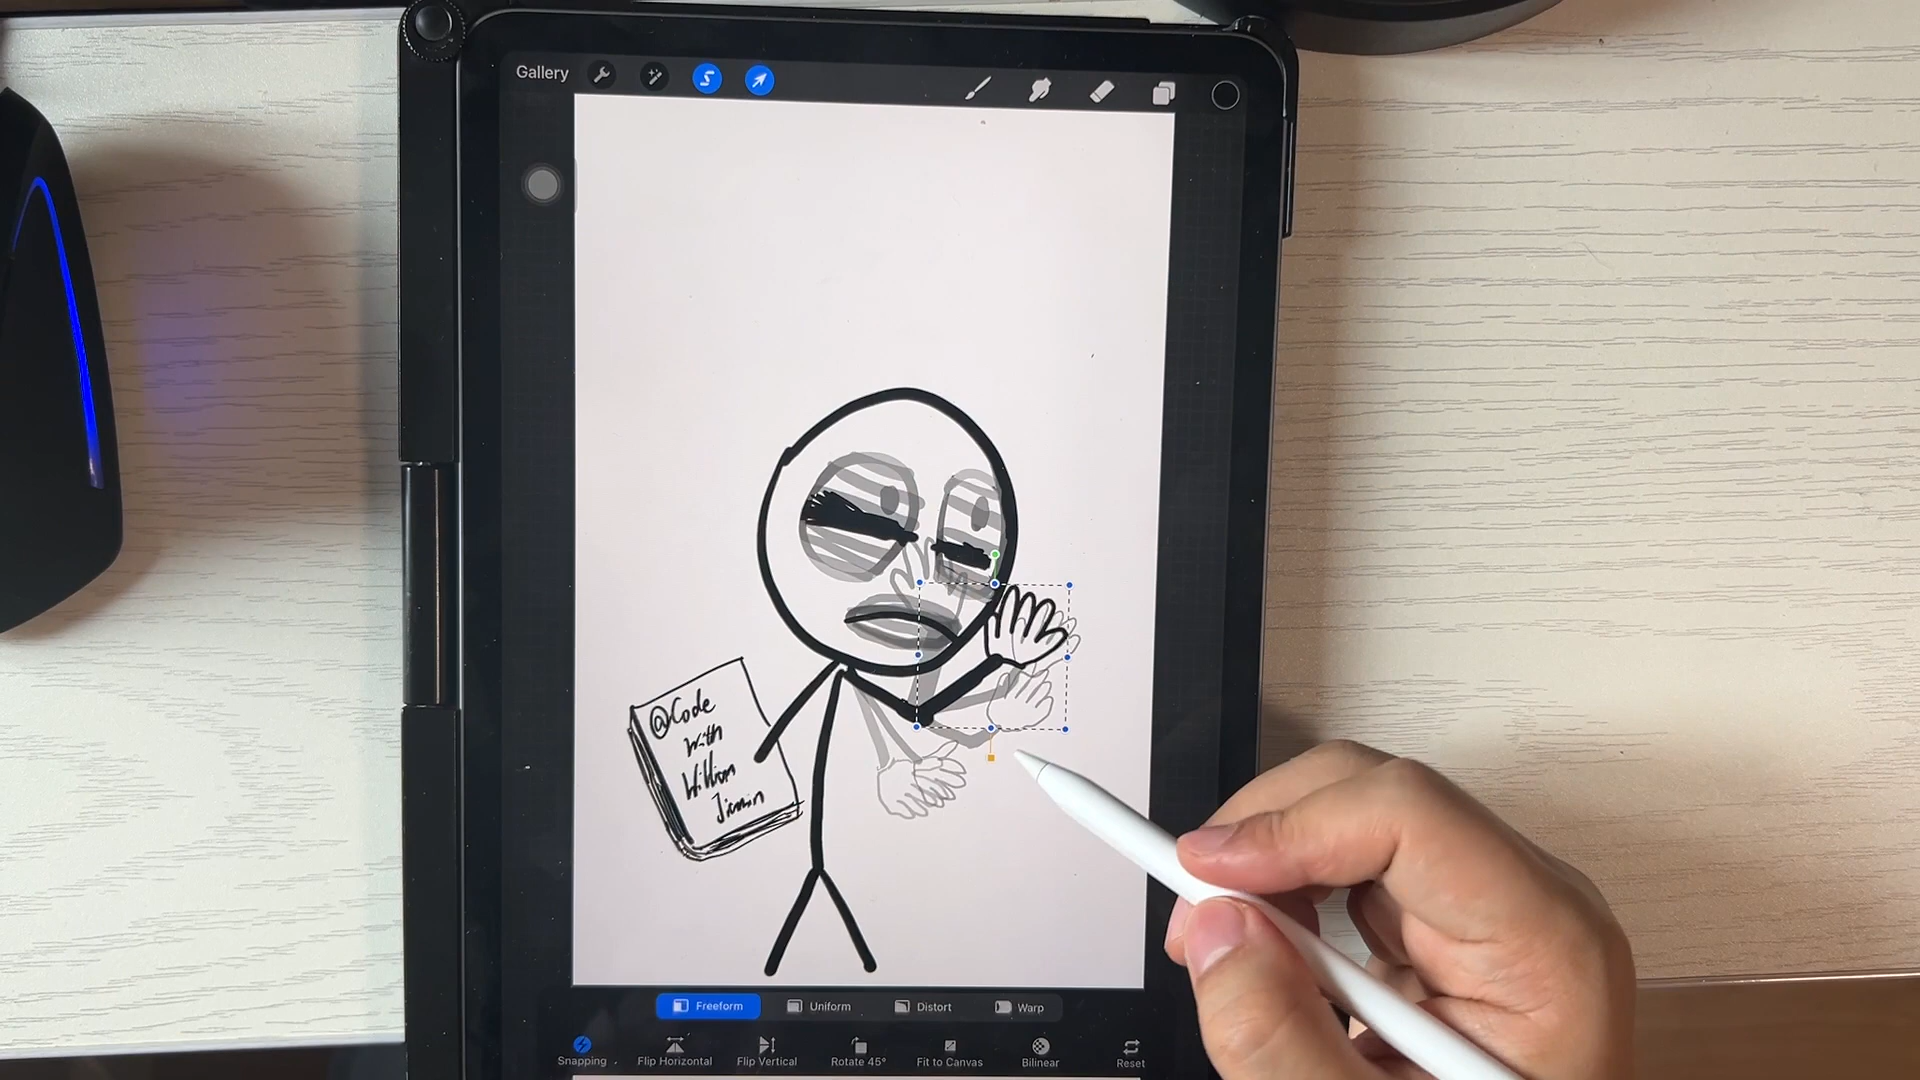 Gallery
@Code
with
William
Jiamin
Freeform
Uniform
Distort
Warp
Snapping
Flip Horizontal
Flip Vertical
Rotate 45°
Fit to Canvas
Bilinear
Reset